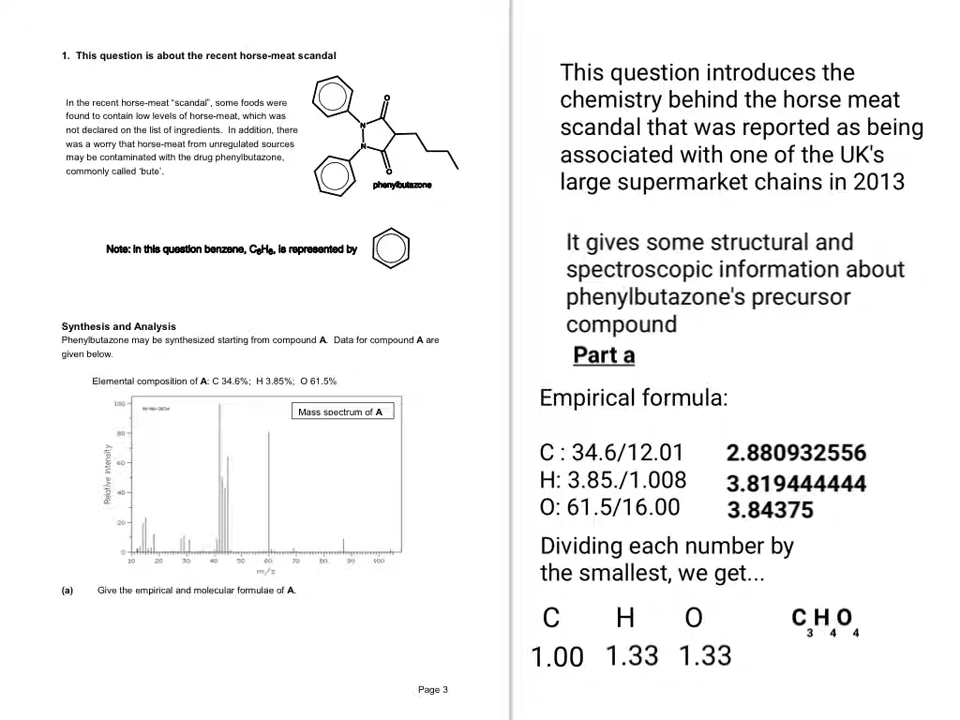 1. This question is about the recent horse-meat scandal
In the recent horse-meat "scandal", some foods were
found to contain low levels of horse-meat, which was
not declared on the list of ingredients. In addition, there
was a worry that horse-meat from unregulated sources
may be contaminated with the drug phenylbutazone,
commonly called 'bute'.
O
N
N
O
phenylbutazone
Note: In this question benzene, C₆H₆, is represented by
Synthesis and Analysis
Phenylbutazone may be synthesized starting from compound A. Data for compound A are
given below.
Elemental composition of A: C 34.6%; H 3.85%; O 61.5%
Mass spectrum of A
Relative Intensity
100
80
60
40
20
0
10 20 30 40 50 60 70 80 90 100
m/z
(a) Give the empirical and molecular formulae of A.
Page 3
This question introduces the
chemistry behind the horse meat
scandal that was reported as being
associated with one of the UK's
large supermarket chains in 2013
It gives some structural and
spectroscopic information about
phenylbutazone's precursor
compound
Part a
Empirical formula:
C : 34.6/12.01 2.880932556
H: 3.85./1.008 3.819444444
O: 61.5/16.00 3.84375
Dividing each number by
the smallest, we get...
C H O C₃H₄O₄
1.00 1.33 1.33